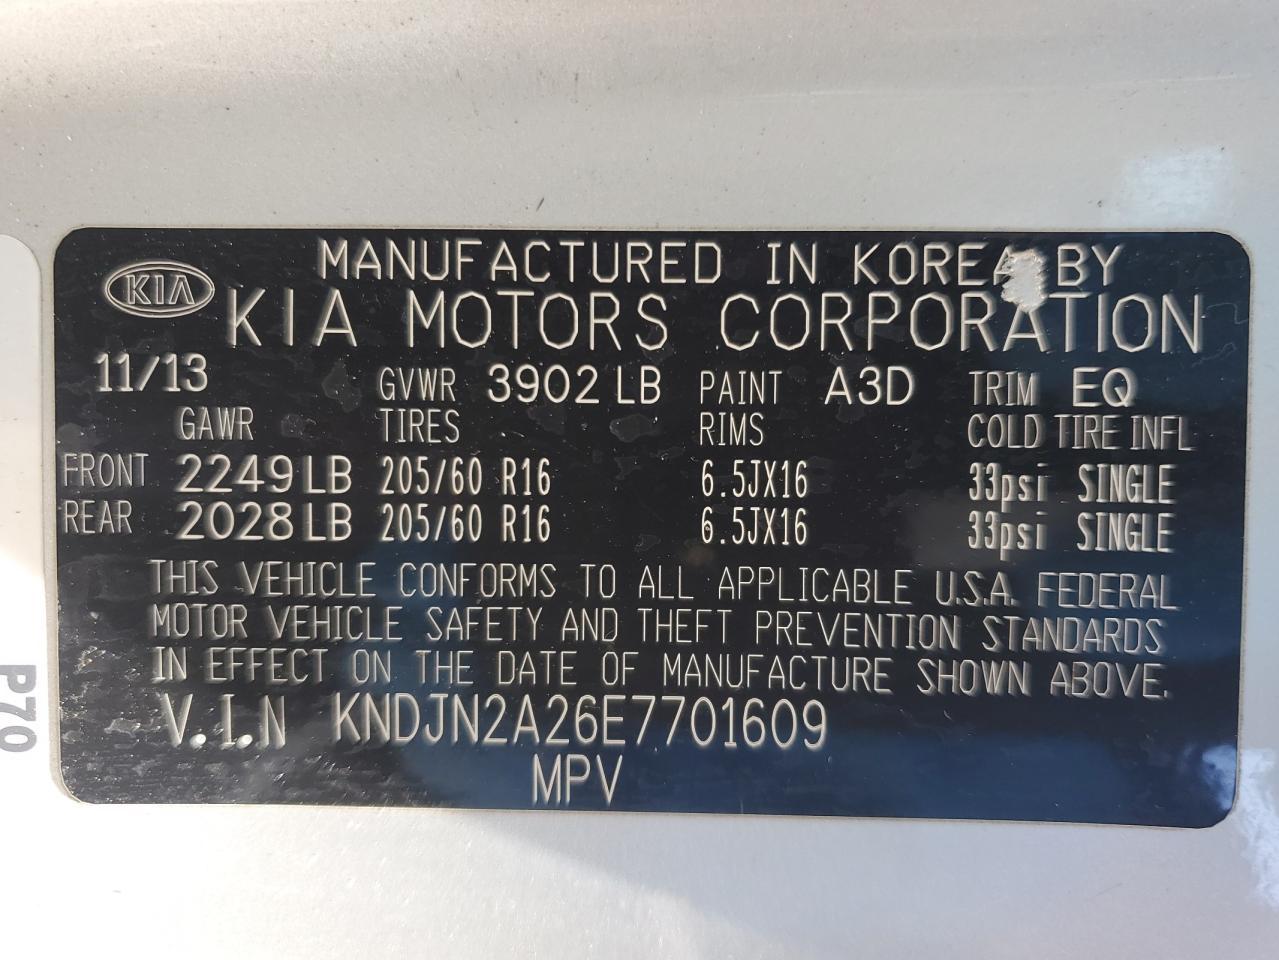 MANUFACTURED IN KOREA BY
KIA
KIA MOTORS CORPORATION
11/13 GVWR 3902 LB PAINT A3D TRIM EQ
GAWR TIRES RIMS COLD TIRE INFL
FRONT 2249 LB 205/60 R16 6.5JX16 33psi SINGLE
REAR 2028 LB 205/60 R16 6.5JX16 33psi SINGLE
THIS VEHICLE CONFORMS TO ALL APPLICABLE U.S.A. FEDERAL
MOTOR VEHICLE SAFETY AND THEFT PREVENTION STANDARDS
IN EFFECT ON THE DATE OF MANUFACTURE SHOWN ABOVE.
V.I.N KNDJN2A26E7701609
MPV
P70